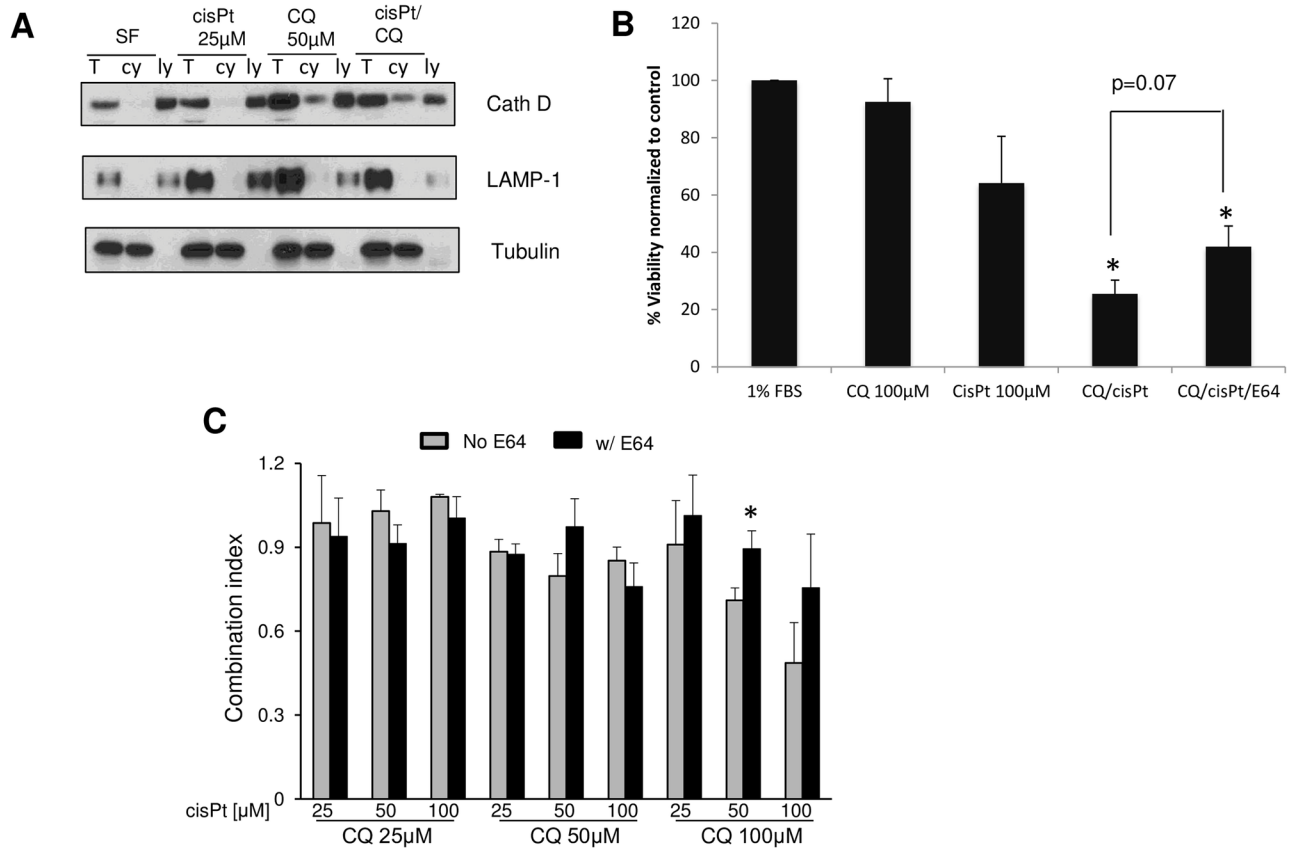 A
SF
cisPt
25µM
CQ
50µM
cisPt/
CQ
T cy ly T cy ly T cy ly T cy ly
Cath D
LAMP-1
Tubulin
B
120
100
80
60
40
20
0
% Viability normalized to control
p=0.07
*
*
1% FBS CQ 100µM CisPt 100µM CQ/cisPt CQ/cisPt/E64
C
No E64 w/ E64
1.2
0.9
0.6
0.3
0
Combination index
*
cisPt [µM] 25 50 100 25 50 100 25 50 100
CQ 25µM CQ 50µM CQ 100µM